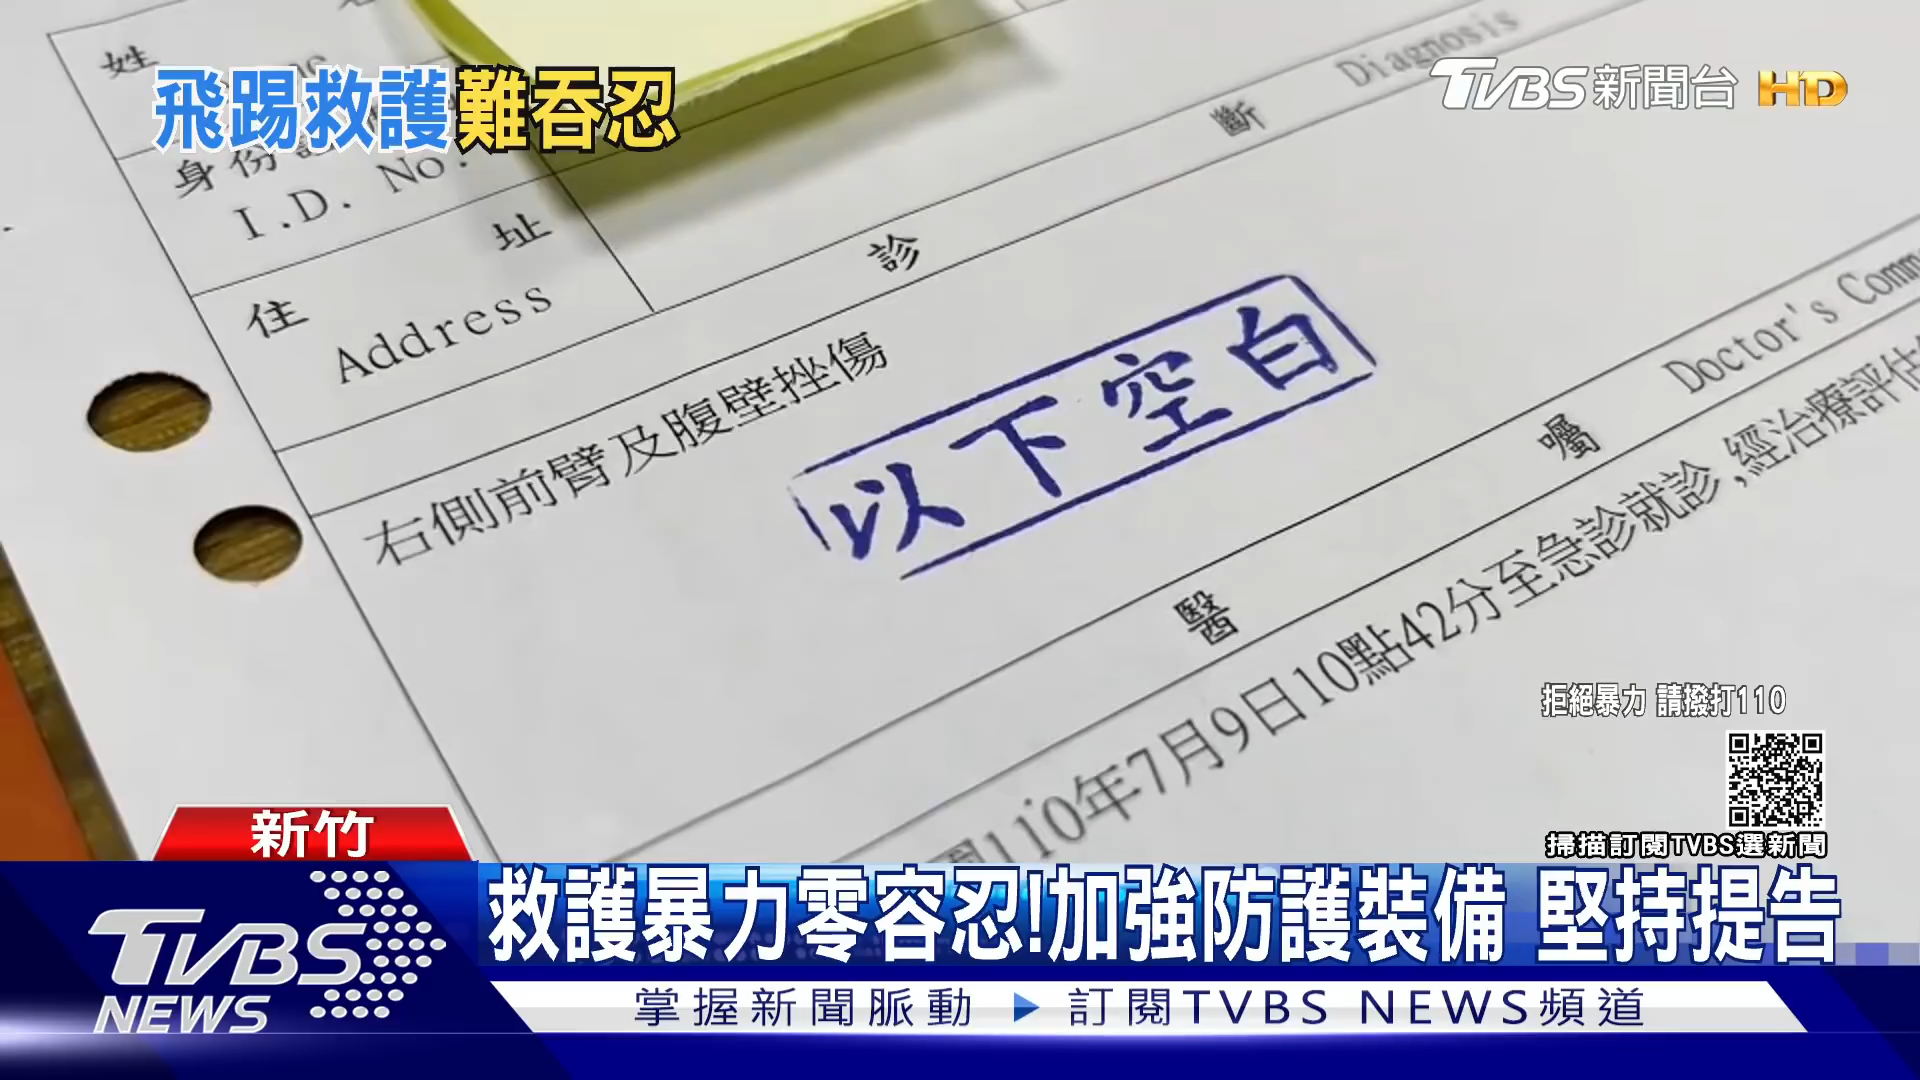 飛踢救護難吞忍
TVBS新聞台 HD
姓
身份
I.D. No.
住 址
Address
診 斷
Diagnosis
右側前臂及腹壁挫傷
以下空白
醫 囑
Doctor's Comm
110年7月9日10點42分至急診就診,經治療評估
拒絕暴力 請撥打110
掃描訂閱TVBS選新聞
新竹
救護暴力零容忍!加強防護裝備 堅持提告
TVBS NEWS
掌握新聞脈動 ▶ 訂閱TVBS NEWS頻道